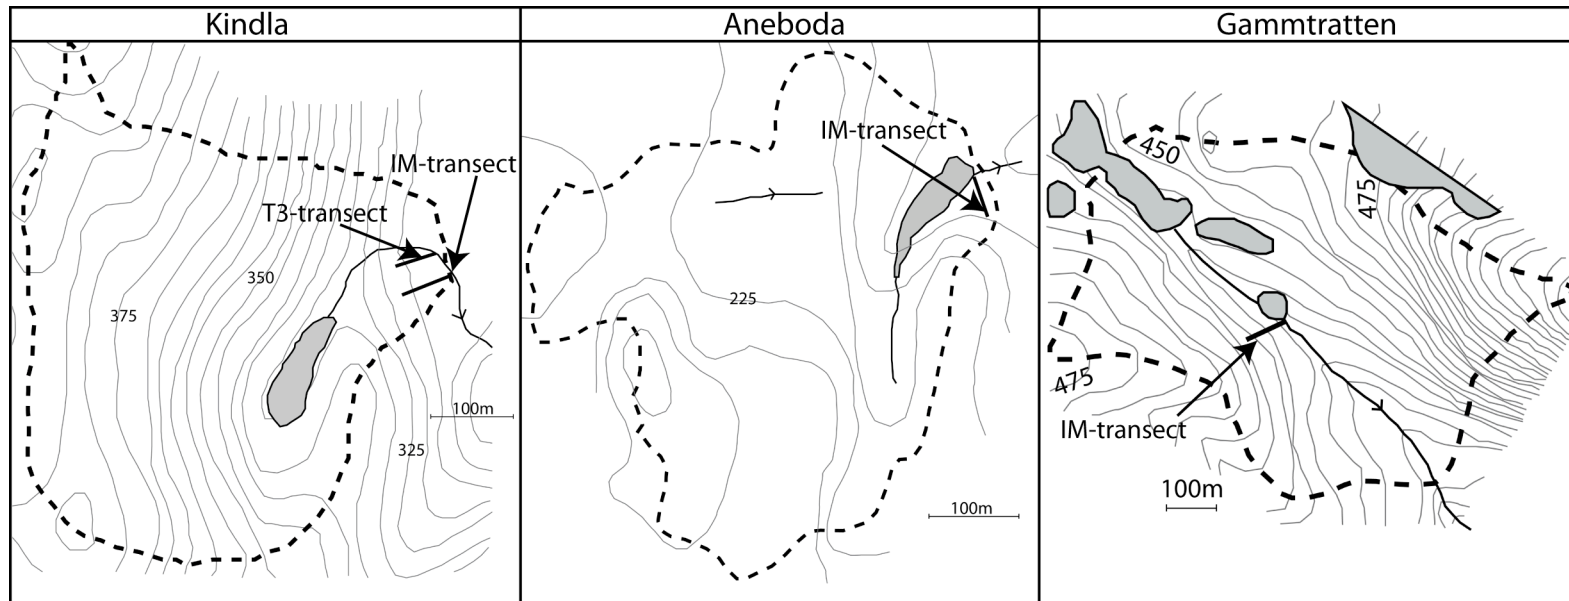 Kindla
Aneboda
Gammtratten
IM-transect
T3-transect
350
375
100m
325
IM-transect
225
100m
450
475
475
IM-transect
100m